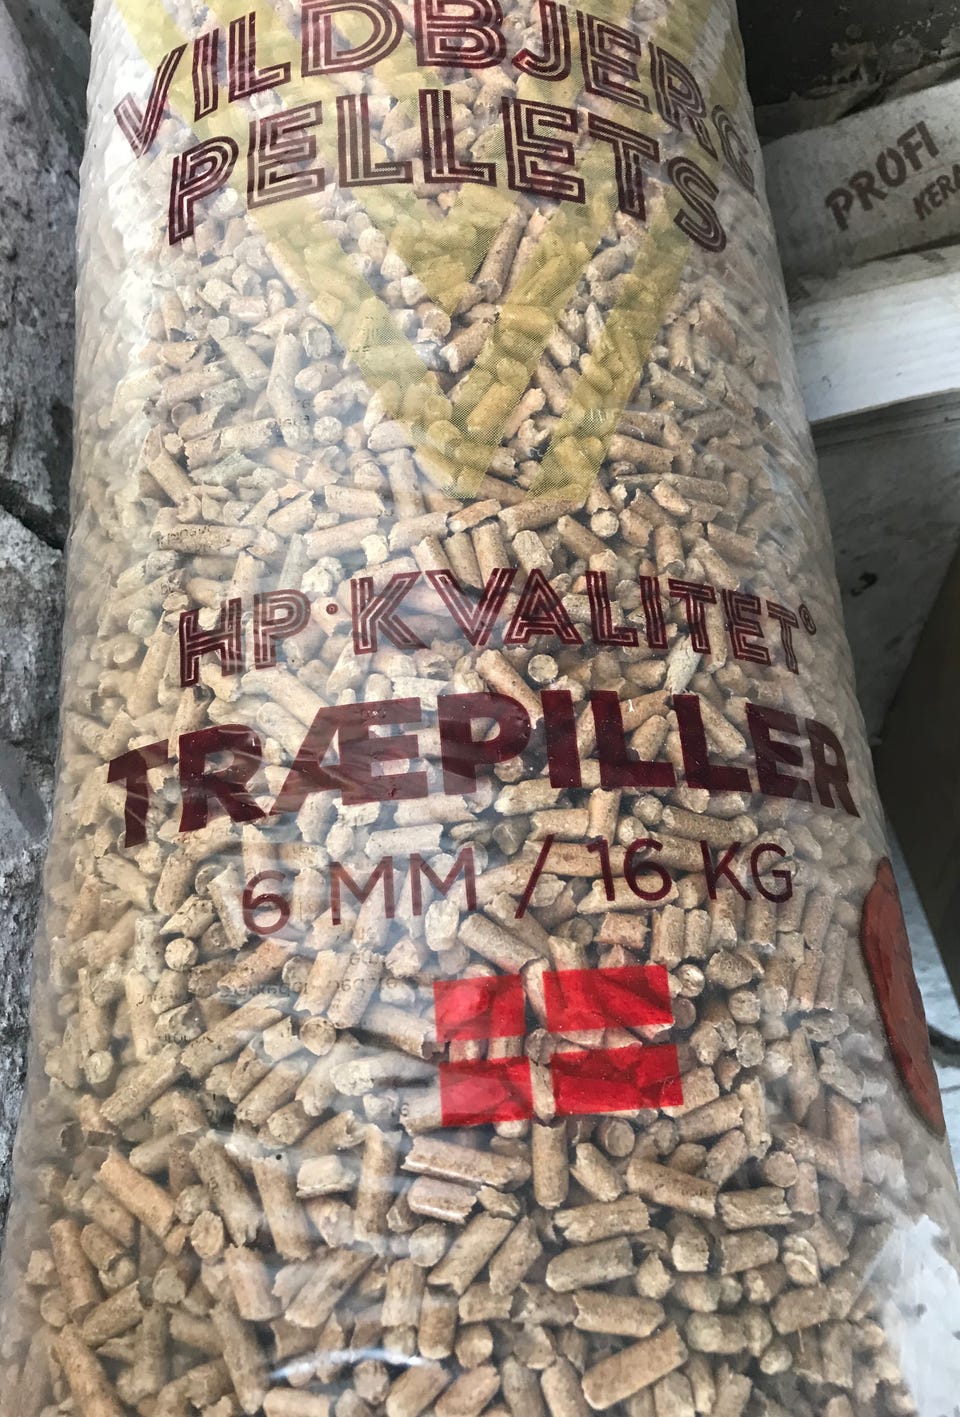 VILDBJERG
PELLETS
HP·KVALITET®
TRÆPILLER
6 MM / 16 KG
PROFI